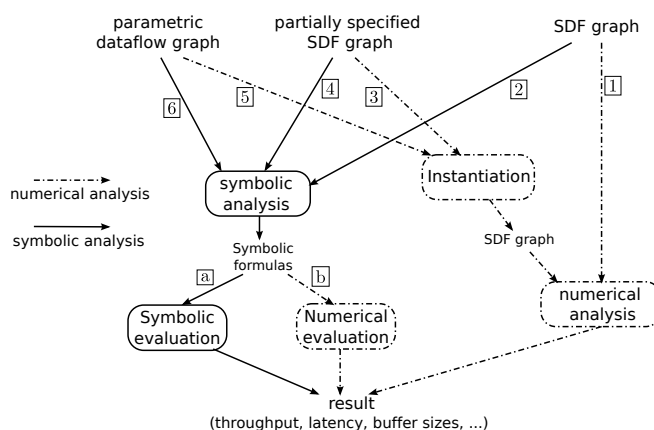 parametric
dataflow graph
partially specified
SDF graph
SDF graph
6
5
4
3
2
1
numerical analysis
symbolic analysis
symbolic
analysis
Instantiation
Symbolic
formulas
SDF graph
a
b
Symbolic
evaluation
Numerical
evaluation
numerical
analysis
result
(throughput, latency, buffer sizes, ...)